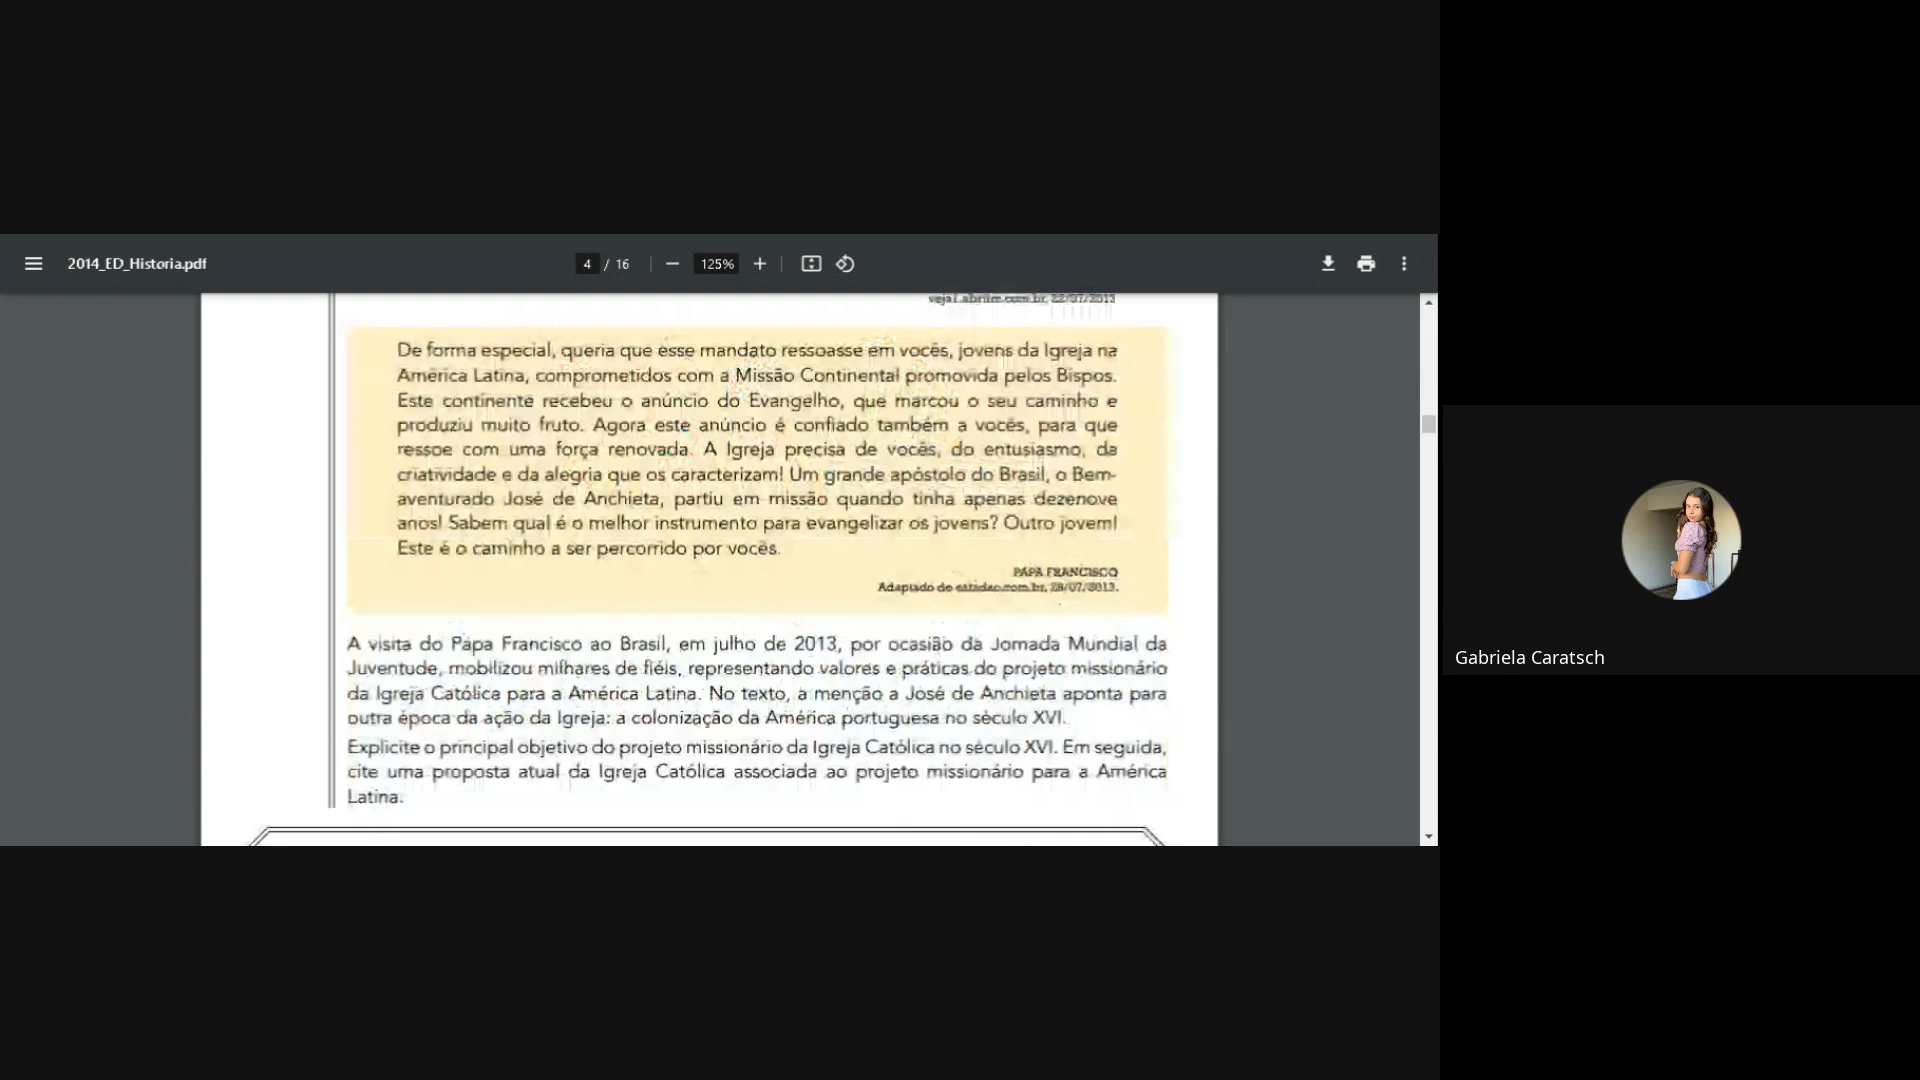 2014_ED_Historia.pdf
4 / 16
125%
veja1.abrilm.com.br, 22/07/2013
De forma especial, queria que esse mandato ressoasse em vocês, jovens da Igreja na
América Latina, comprometidos com a Missão Continental promovida pelos Bispos.
Este continente recebeu o anúncio do Evangelho, que marcou o seu caminho e
produziu muito fruto. Agora este anúncio é confiado também a vocês, para que
ressoe com uma força renovada. A Igreja precisa de vocês, do entusiasmo, da
criatividade e da alegria que os caracterizam! Um grande apóstolo do Brasil, o Bem-
aventurado José de Anchieta, partiu em missão quando tinha apenas dezenove
anos! Sabem qual é o melhor instrumento para evangelizar os jovens? Outro jovem!
Este é o caminho a ser percorrido por vocês.
PAPA FRANCISCO
Adaptado de
A visita do Papa Francisco ao Brasil, em julho de 2013, por ocasião da Jornada Mundial da
Juventude, mobilizou milhares de fiéis, representando valores e práticas do projeto missionário
da Igreja Católica para a América Latina. No texto, a menção a José de Anchieta aponta para
outra época da ação da Igreja: a colonização da América portuguesa no século XVI.
Explicite o principal objetivo do projeto missionário da Igreja Católica no século XVI. Em seguida,
cite uma proposta atual da Igreja Católica associada ao projeto missionário para a América
Latina.
Gabriela Caratsch